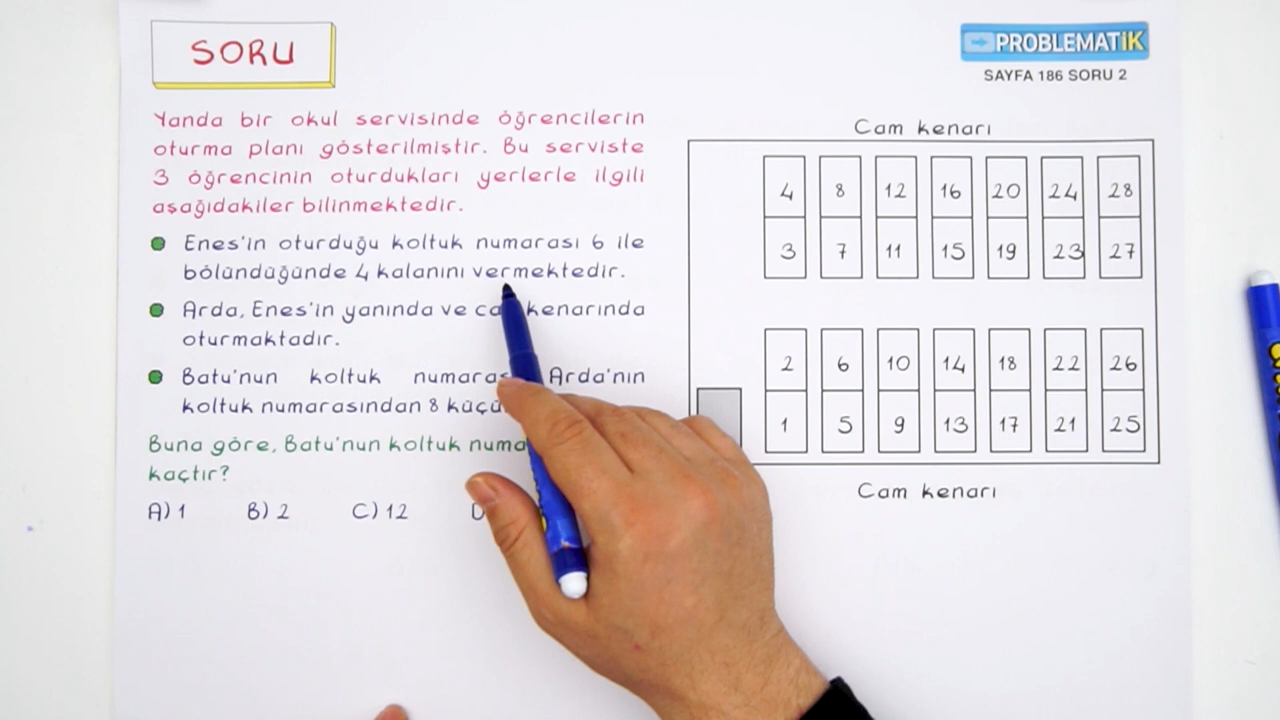 SORU
PROBLEMATİK
SAYFA 186 SORU 2
Yanda bir okul servisinde öğrencilerin
oturma planı gösterilmiştir. Bu serviste
3 öğrencinin oturdukları yerlerle ilgili
aşağıdakiler bilinmektedir.
Enes'in oturduğu koltuk numarası 6 ile
bölündüğünde 4 kalanını vermektedir.
Arda, Enes'in yanında ve kenarında
oturmaktadır.
Batu'nun koltuk Arda'nın
koltuk numarasından 8
Buna göre, Batu'nun koltuk
kaçtır?
A) 1 B) 2 C) 12
Cam kenarı
4 8 12 16 20 24 28
3 7 11 15 19 23 27
2 6 10 14 18 22 26
1 5 9 13 17 21 25
Cam kenarı